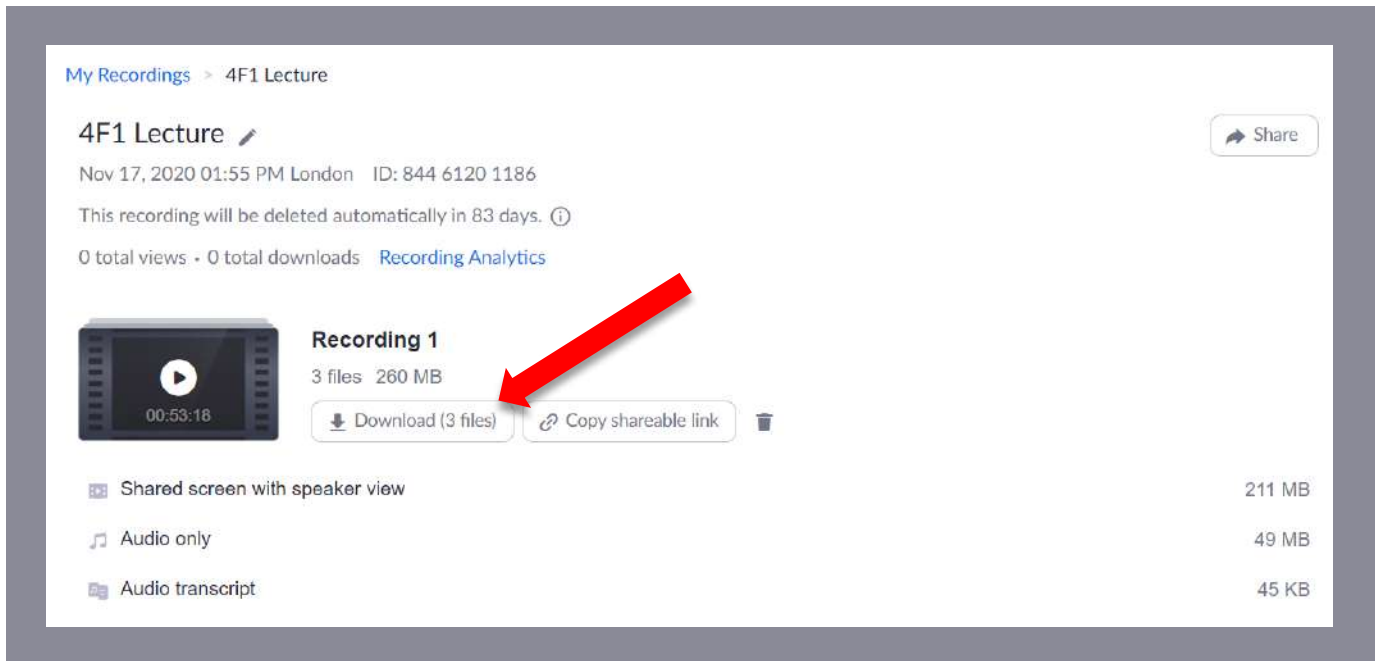 My Recordings > 4F1 Lecture
4F1 Lecture
Share
Nov 17, 2020 01:55 PM London ID: 844 6120 1186
This recording will be deleted automatically in 83 days.
0 total views • 0 total downloads Recording Analytics
Recording 1
3 files 260 MB
00:53:18
Download (3 files)
Copy shareable link
Shared screen with speaker view 211 MB
Audio only 49 MB
Audio transcript 45 KB